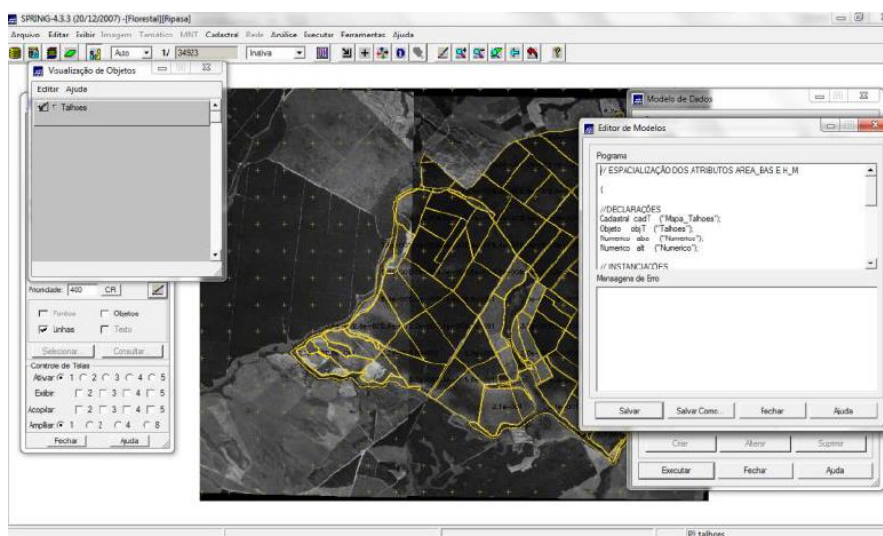 SPRING-4.3.3 (20/12/2007) -[Florestal][Ripasa]
Arquivo Editar Exibir Imagem Temático MNT Cadastral Rede Análise Executar Ferramentas Ajuda
Auto 1/ 34923 Inativa
Visualização de Objetos
Editar Ajuda
Talhoes
Prioridade: 400 CR
Pontos Objetos
Linhas Texto
Selecionar... Consultar...
Controle de Telas
Ativar 1 2 3 4 5
Exibir 2 3 4 5
Acoplar 2 3 4 5
Ampliar 1 2 4 8
Fechar Ajuda
Modelo de Dados
Editor de Modelos
Programa
// ESPACIALIZAÇÃO DOS ATRIBUTOS AREA_BAS E H_M
{
//DECLARAÇÕES
Cadastral cadT ("Mapa_Talhoes");
Objeto objT ("Talhoes");
Numerico aba ("Numerico");
Numerico alt ("Numerico");
// INSTANCIAÇÕES
Mensagens de Erro
Salvar Salvar Como... Fechar Ajuda
Criar Alterar Suprimir
Executar Fechar Ajuda
PI talhoes